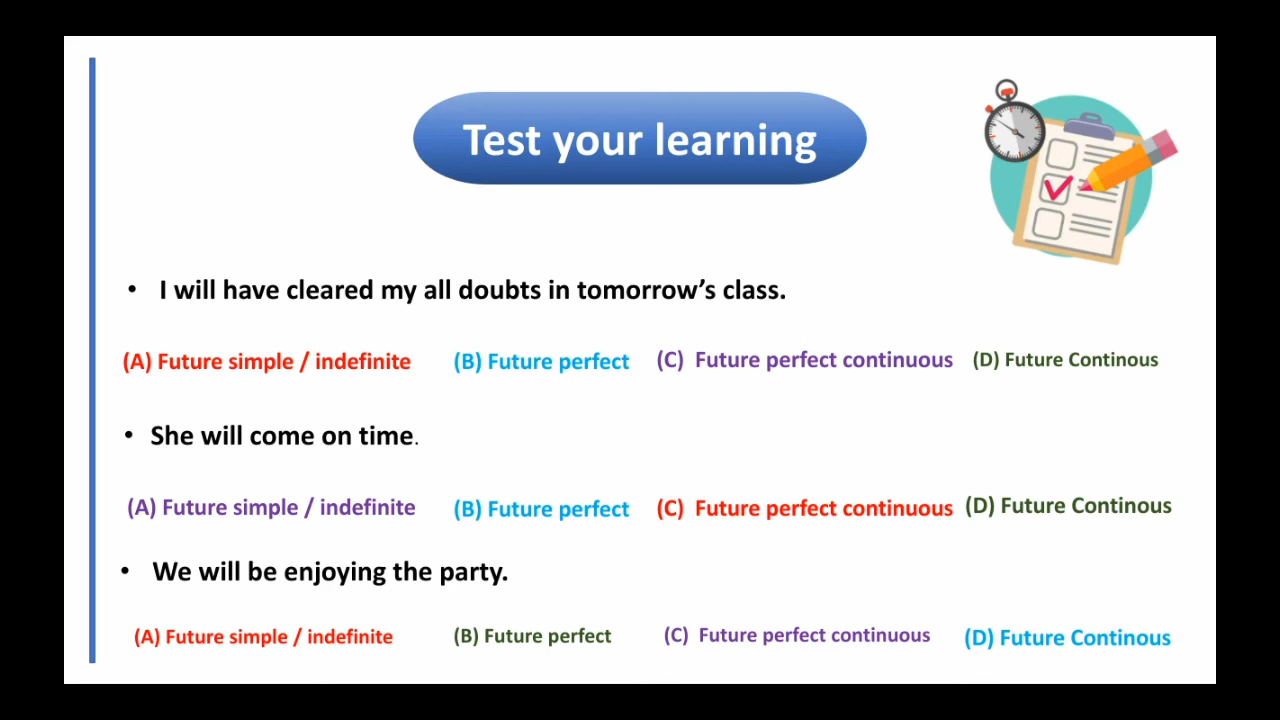 Test your learning
• I will have cleared my all doubts in tomorrow’s class.
(A) Future simple / indefinite (B) Future perfect (C) Future perfect continuous (D) Future Continous
• She will come on time.
(A) Future simple / indefinite (B) Future perfect (C) Future perfect continuous (D) Future Continous
• We will be enjoying the party.
(A) Future simple / indefinite (B) Future perfect (C) Future perfect continuous (D) Future Continous